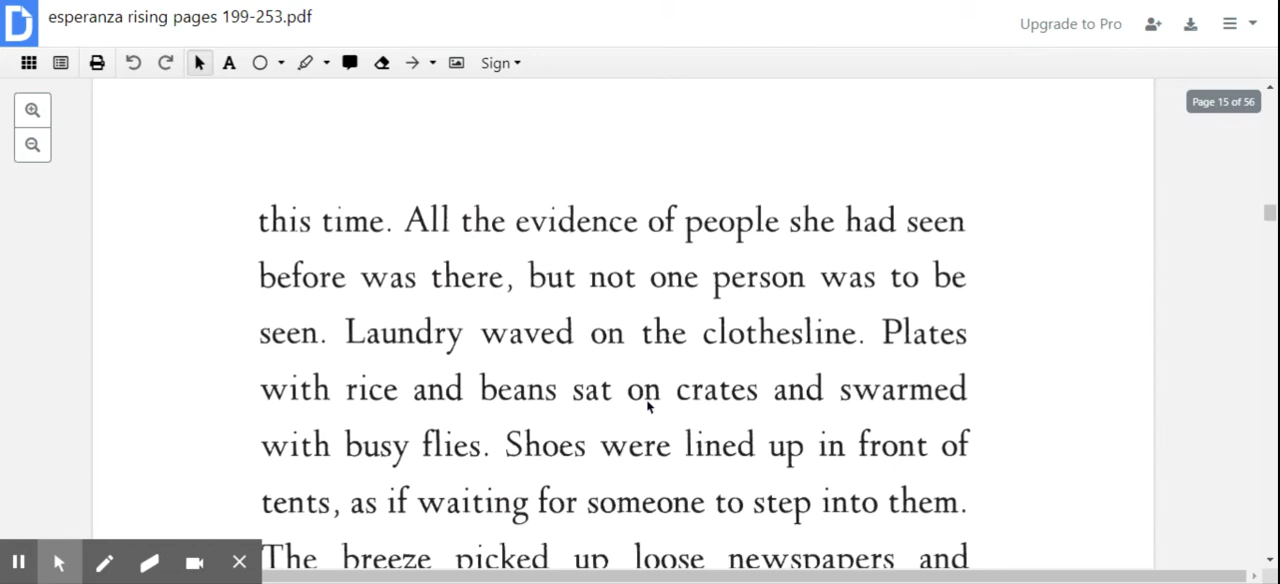 esperanza rising pages 199-253.pdf
Upgrade to Pro
A
Sign
Page 15 of 56
this time. All the evidence of people she had seen
before was there, but not one person was to be
seen. Laundry waved on the clothesline. Plates
with rice and beans sat on crates and swarmed
with busy flies. Shoes were lined up in front of
tents, as if waiting for someone to step into them.
The breeze picked up loose newspapers and